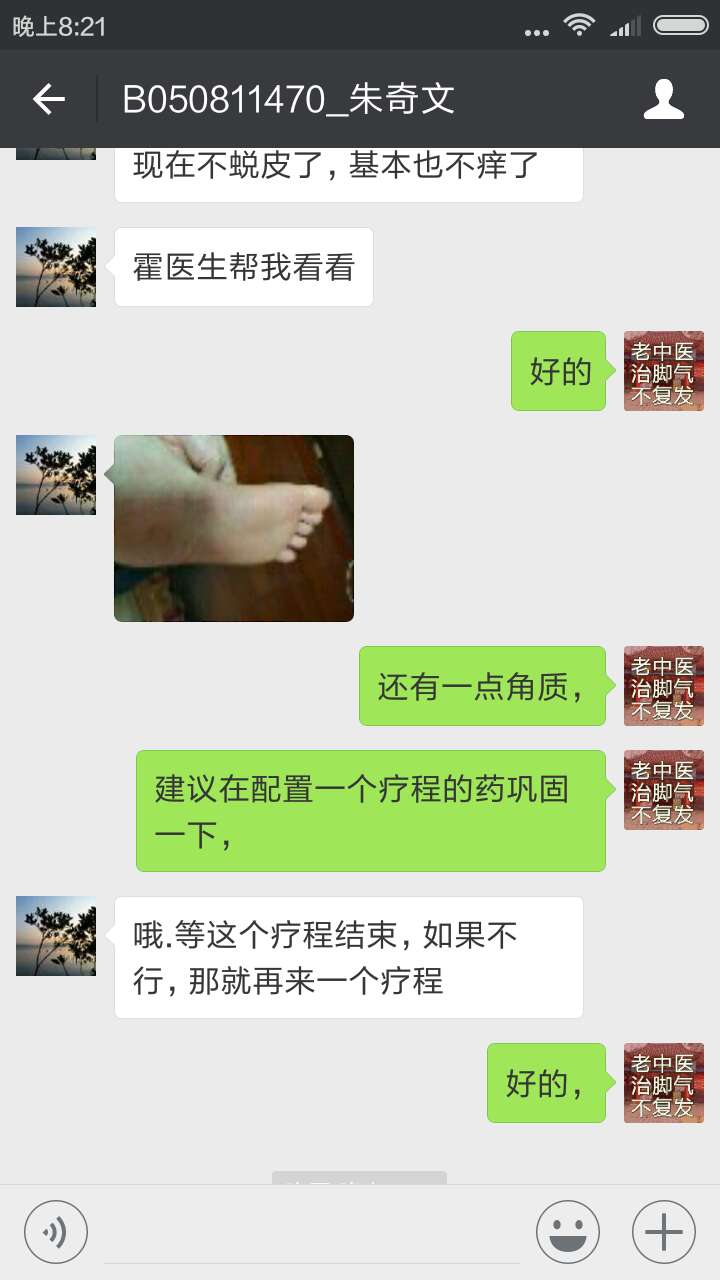 晚上8:21
B050811470_朱奇文
现在不蜕皮了，基本也不痒了
霍医生帮我看看
好的
老中医
治脚气
不复发
还有一点角质，
老中医
治脚气
不复发
建议在配置一个疗程的药巩固
一下，
老中医
治脚气
不复发
哦.等这个疗程结束，如果不
行，那就再来一个疗程
好的，
老中医
治脚气
不复发